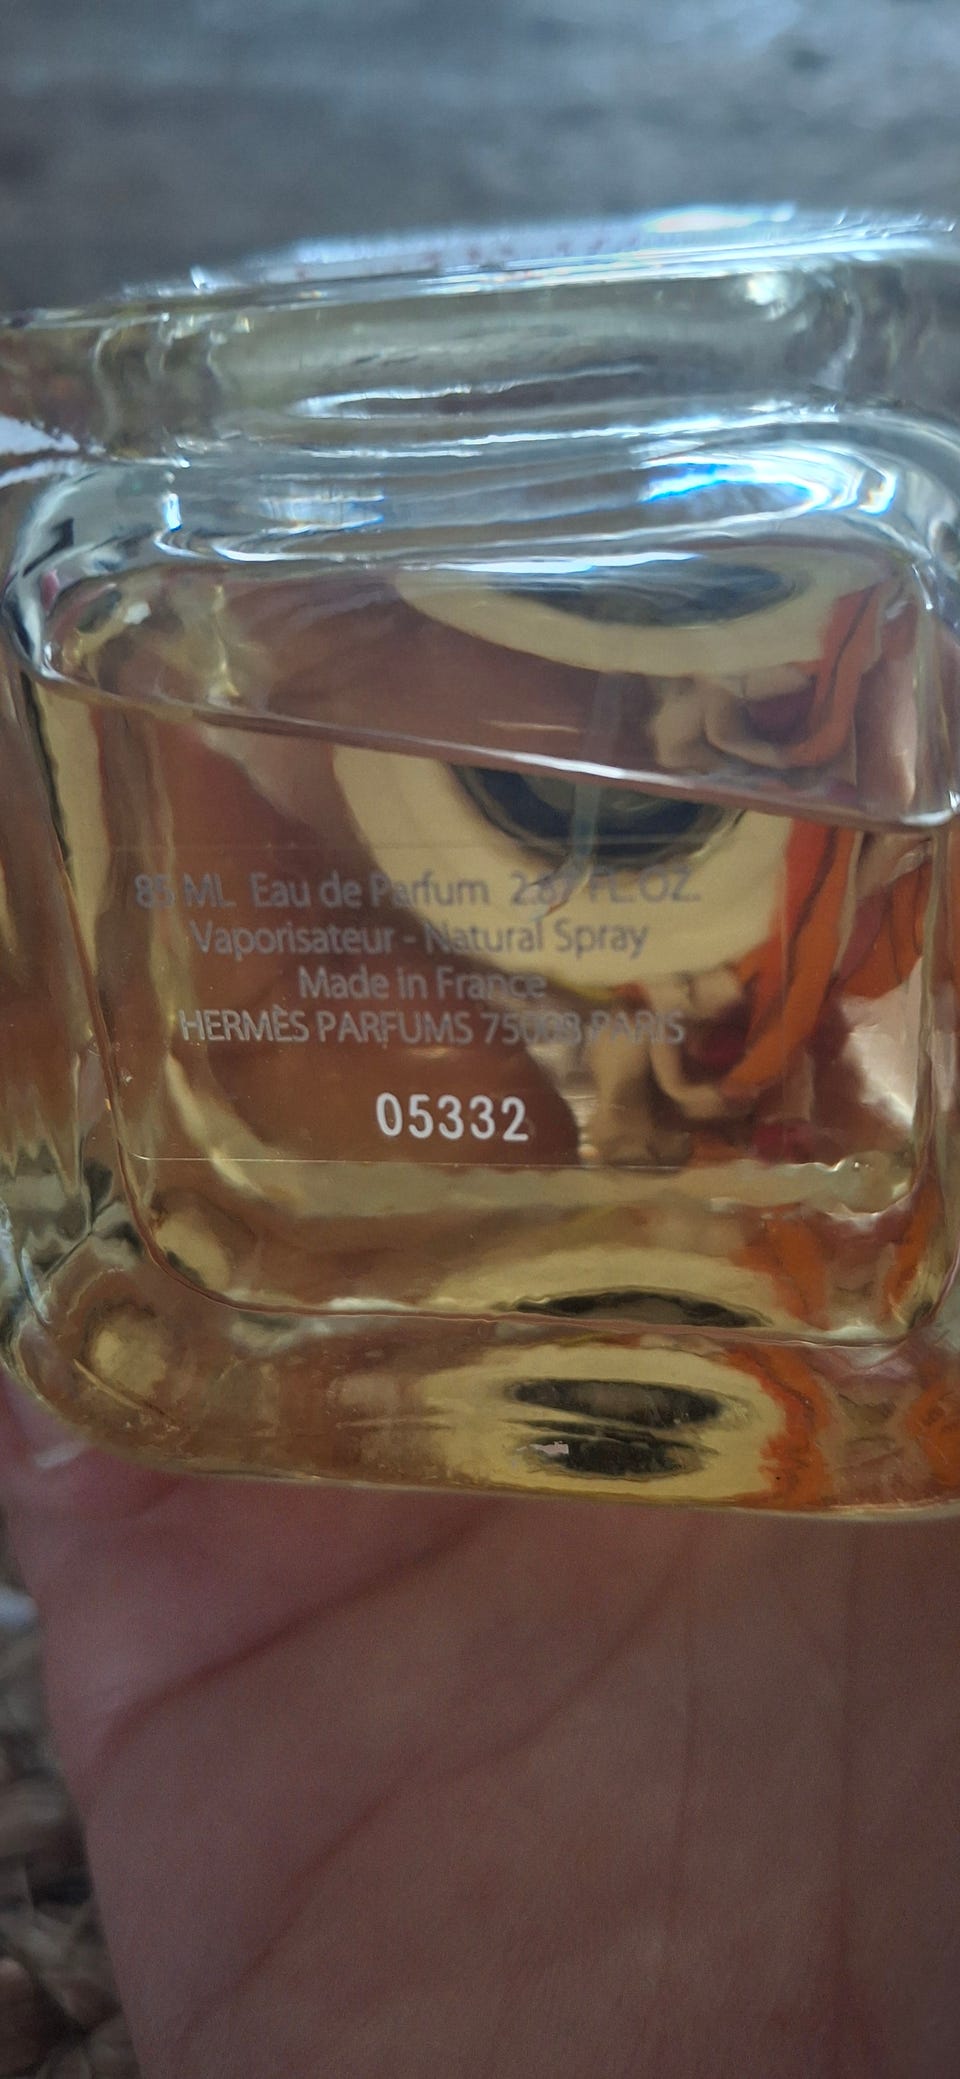 85 ML Eau de Parfum 2.87 FL.OZ.
Vaporisateur - Natural Spray
Made in France
HERMÈS PARFUMS 75008 PARIS
05332